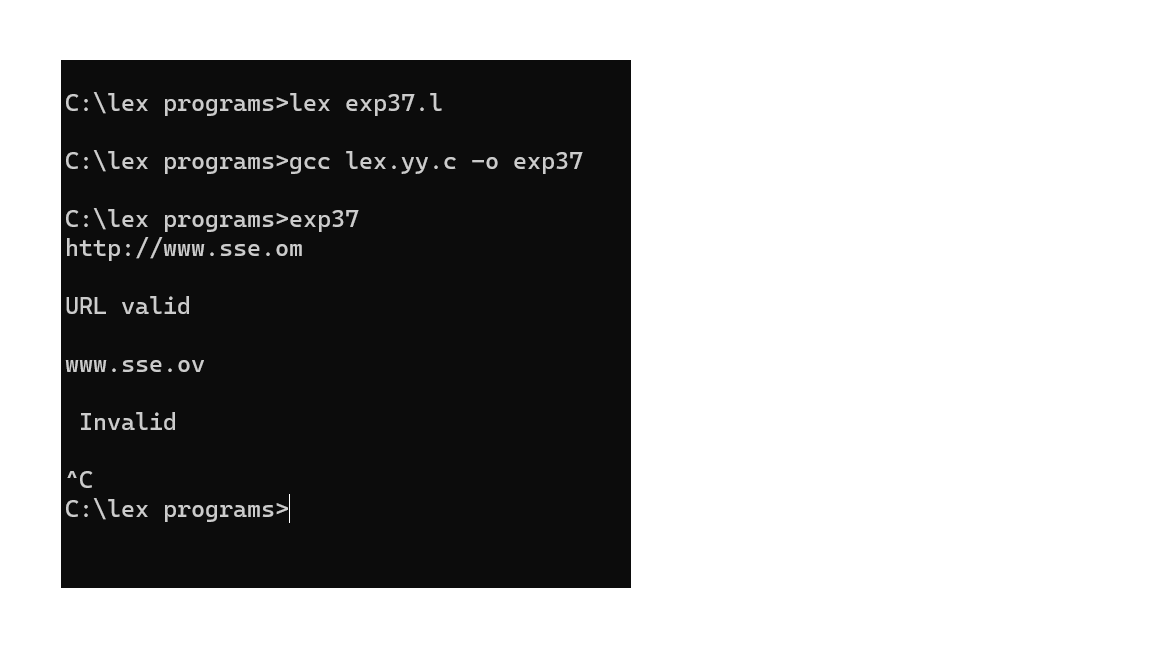 C:\lex programs>lex exp37.l
C:\lex programs>gcc lex.yy.c -o exp37
C:\lex programs>exp37
http://www.sse.om
URL valid
www.sse.ov
Invalid
^C
C:\lex programs>